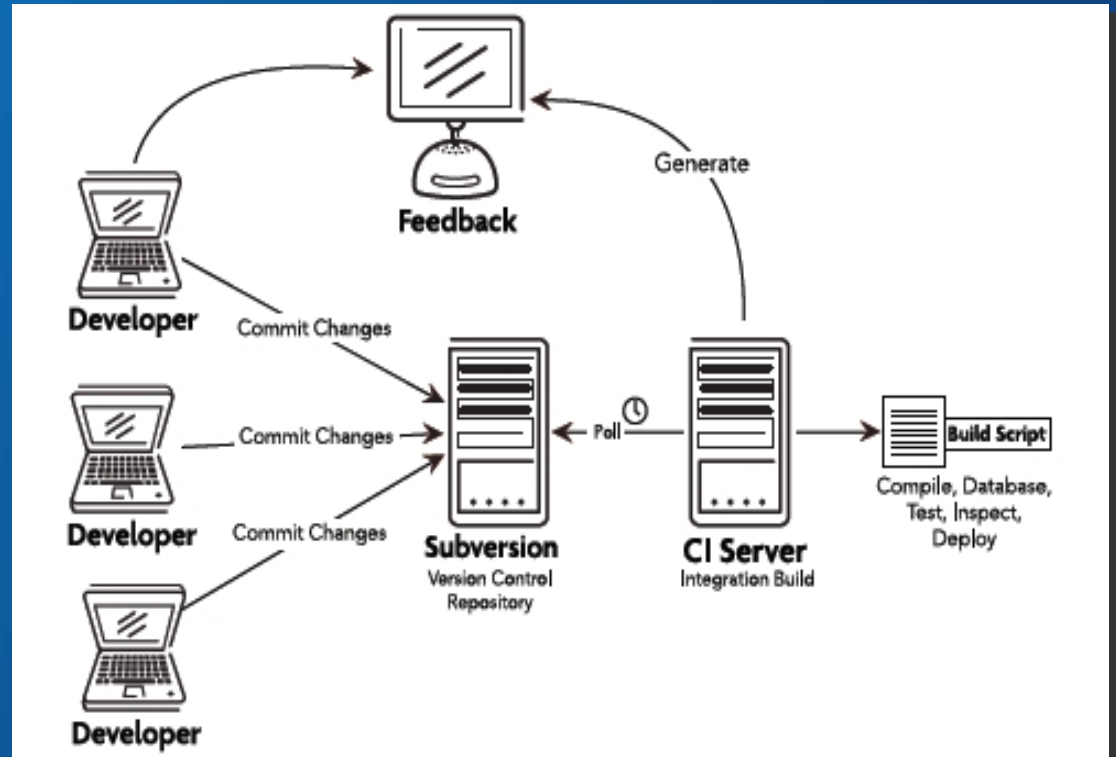 Generate
Feedback
Developer
Commit Changes
Developer
Commit Changes
Developer
Commit Changes
Subversion
Version Control
Repository
Poll
CI Server
Integration Build
Build Script
Compile, Database,
Test, Inspect,
Deploy